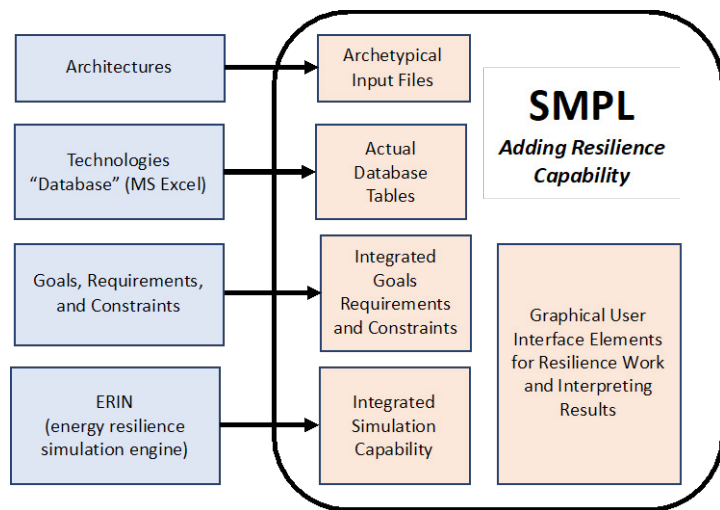 Architectures
Archetypical
Input Files
SMPL
Adding Resilience
Capability
Technologies
“Database” (MS Excel)
Actual
Database
Tables
Goals, Requirements,
and Constraints
Integrated
Goals
Requirements
and Constraints
Graphical User
Interface Elements
for Resilience Work
and Interpreting
Results
ERIN
(energy resilience
simulation engine)
Integrated
Simulation
Capability